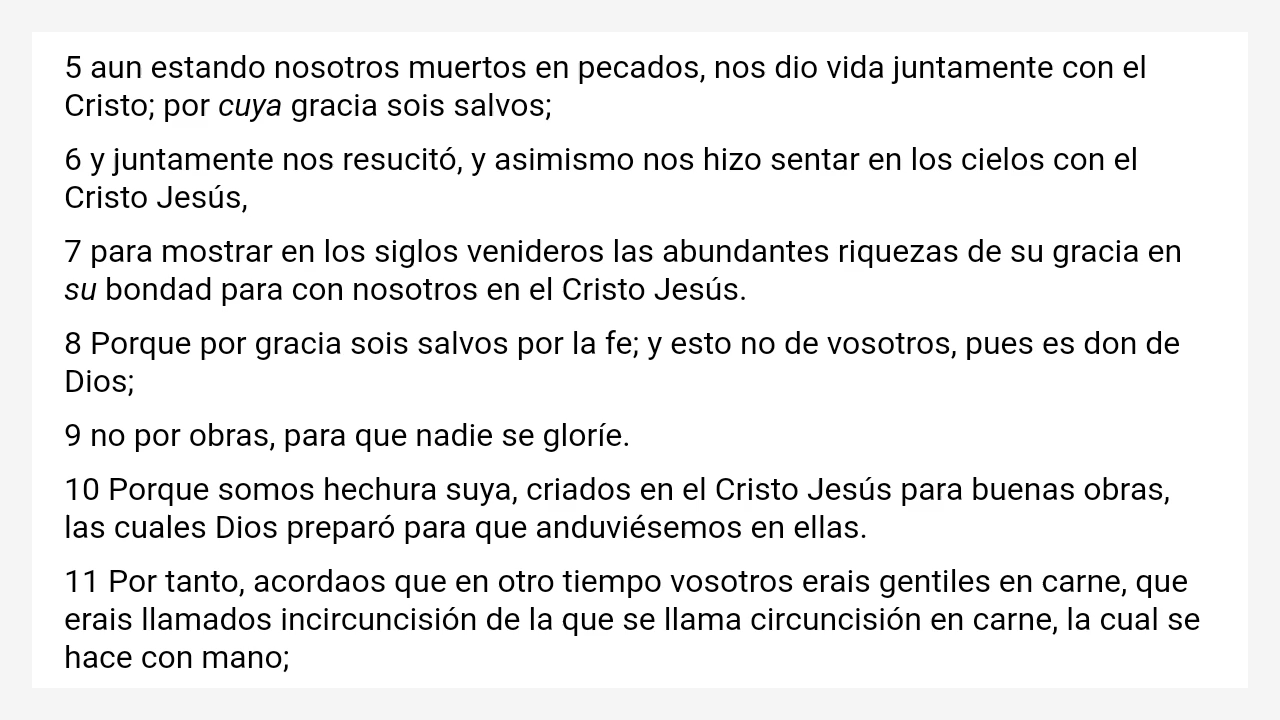 5 aun estando nosotros muertos en pecados, nos dio vida juntamente con el
Cristo; por cuya gracia sois salvos;
6 y juntamente nos resucitó, y asimismo nos hizo sentar en los cielos con el
Cristo Jesús,
7 para mostrar en los siglos venideros las abundantes riquezas de su gracia en
su bondad para con nosotros en el Cristo Jesús.
8 Porque por gracia sois salvos por la fe; y esto no de vosotros, pues es don de
Dios;
9 no por obras, para que nadie se gloríe.
10 Porque somos hechura suya, criados en el Cristo Jesús para buenas obras,
las cuales Dios preparó para que anduviésemos en ellas.
11 Por tanto, acordaos que en otro tiempo vosotros erais gentiles en carne, que
erais llamados incircuncisión de la que se llama circuncisión en carne, la cual se
hace con mano;